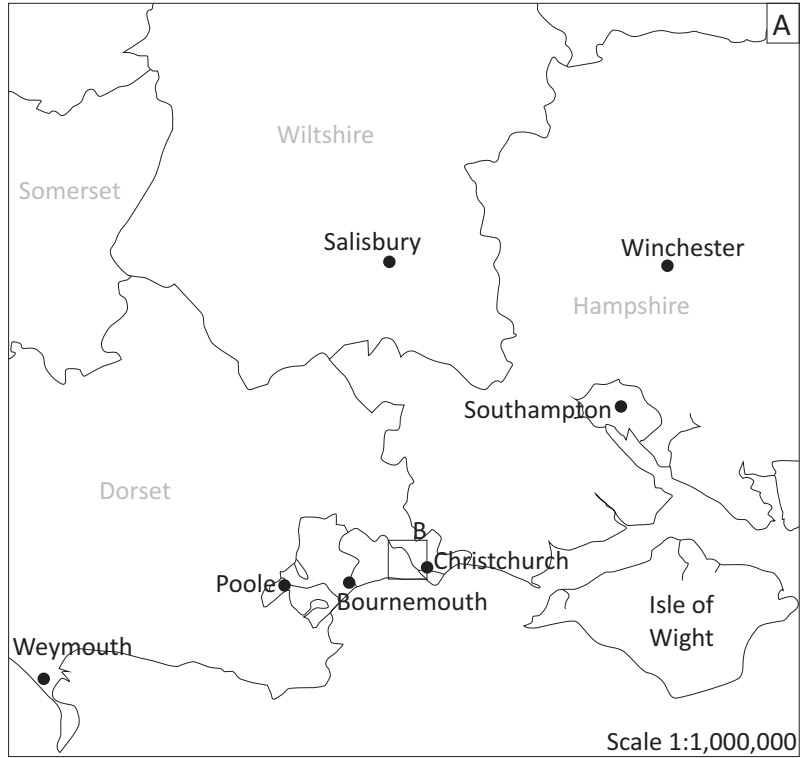 A
Wiltshire
Somerset
Salisbury
Winchester
Hampshire
Southampton
Dorset
B
Christchurch
Poole
Bournemouth
Isle of
Wight
Weymouth
Scale 1:1,000,000